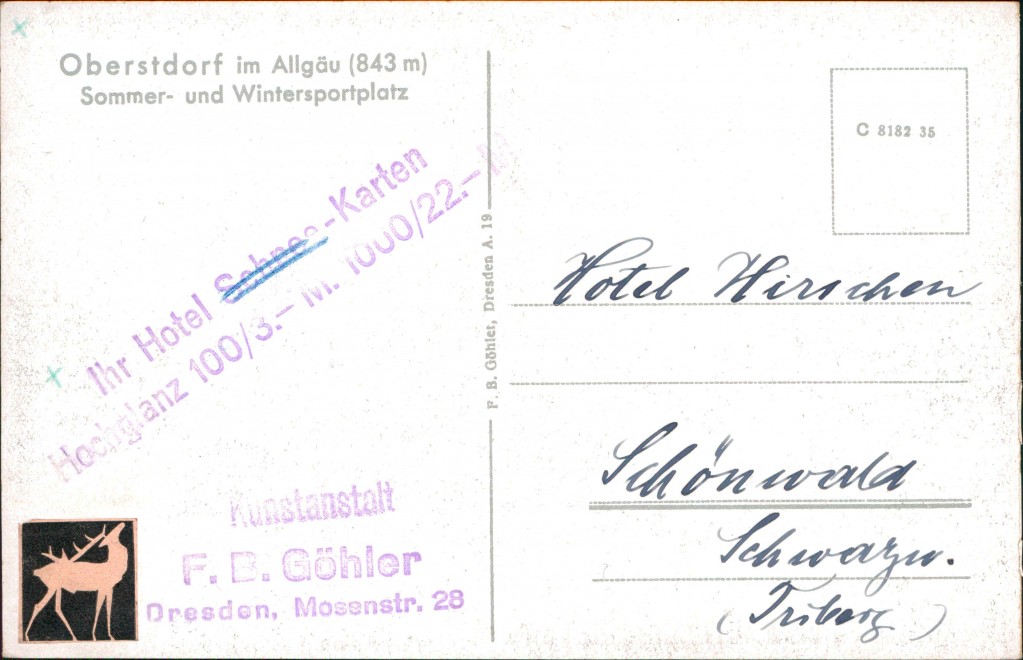 Oberstdorf im Allgäu (843 m)
Sommer- und Wintersportplatz
C 8182 35
Ihr Hotel Schnee-Karten
Hochglanz 100/3.- M. 1000/22.- M
Kunstanstalt
F. B. Göhler
Dresden, Mosenstr. 28
F. B. Göhler, Dresden A. 19
Hotel Hirschen
Schönwald
Schwarzw.
(Triberg)